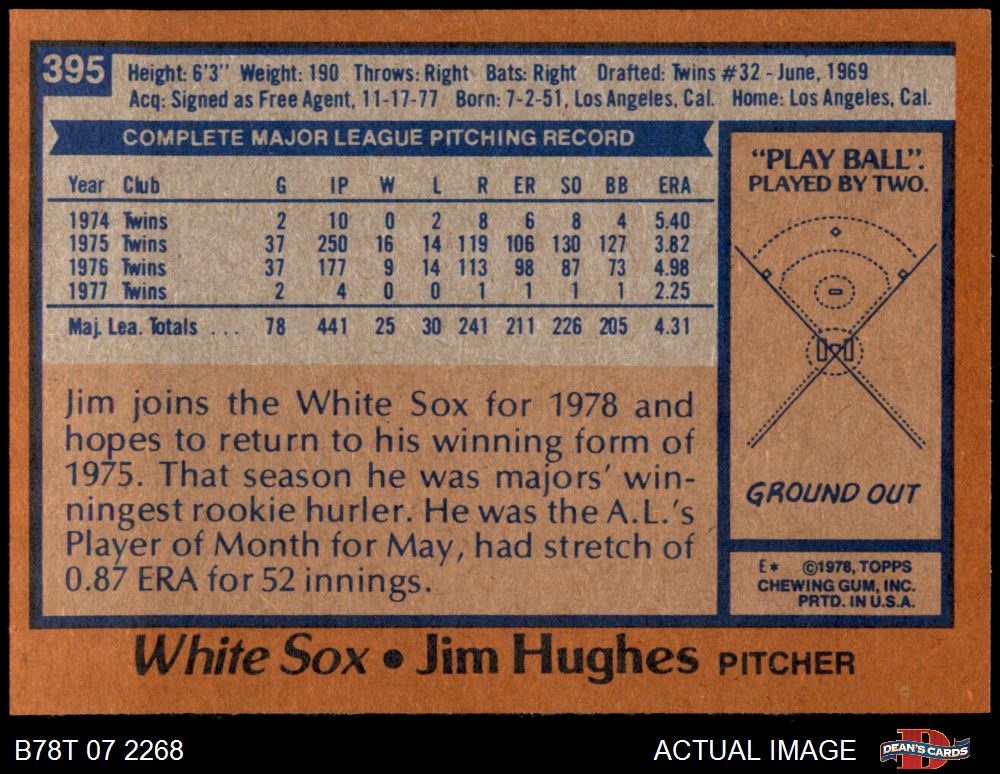 395
Height: 6'3" Weight: 190 Throws: Right Bats: Right Drafted: Twins #32 - June, 1969
Acq: Signed as Free Agent, 11-17-77 Born: 7-2-51, Los Angeles, Cal. Home: Los Angeles, Cal.
COMPLETE MAJOR LEAGUE PITCHING RECORD
Year Club G IP W L R ER SO BB ERA
1974 Twins 2 10 0 2 8 6 8 4 5.40
1975 Twins 37 250 16 14 119 106 130 127 3.82
1976 Twins 37 177 9 14 113 98 87 73 4.98
1977 Twins 2 4 0 0 1 1 1 1 2.25
Maj. Lea. Totals ... 78 441 25 30 241 211 226 205 4.31
Jim joins the White Sox for 1978 and
hopes to return to his winning form of
1975. That season he was majors' win-
ningest rookie hurler. He was the A.L.'s
Player of Month for May, had stretch of
0.87 ERA for 52 innings.
"PLAY BALL".
PLAYED BY TWO.
GROUND OUT
E* ©1978, TOPPS
CHEWING GUM, INC.
PRTD. IN U.S.A.
White Sox • Jim Hughes PITCHER
B78T 07 2268 ACTUAL IMAGE
DEAN'S CARDS